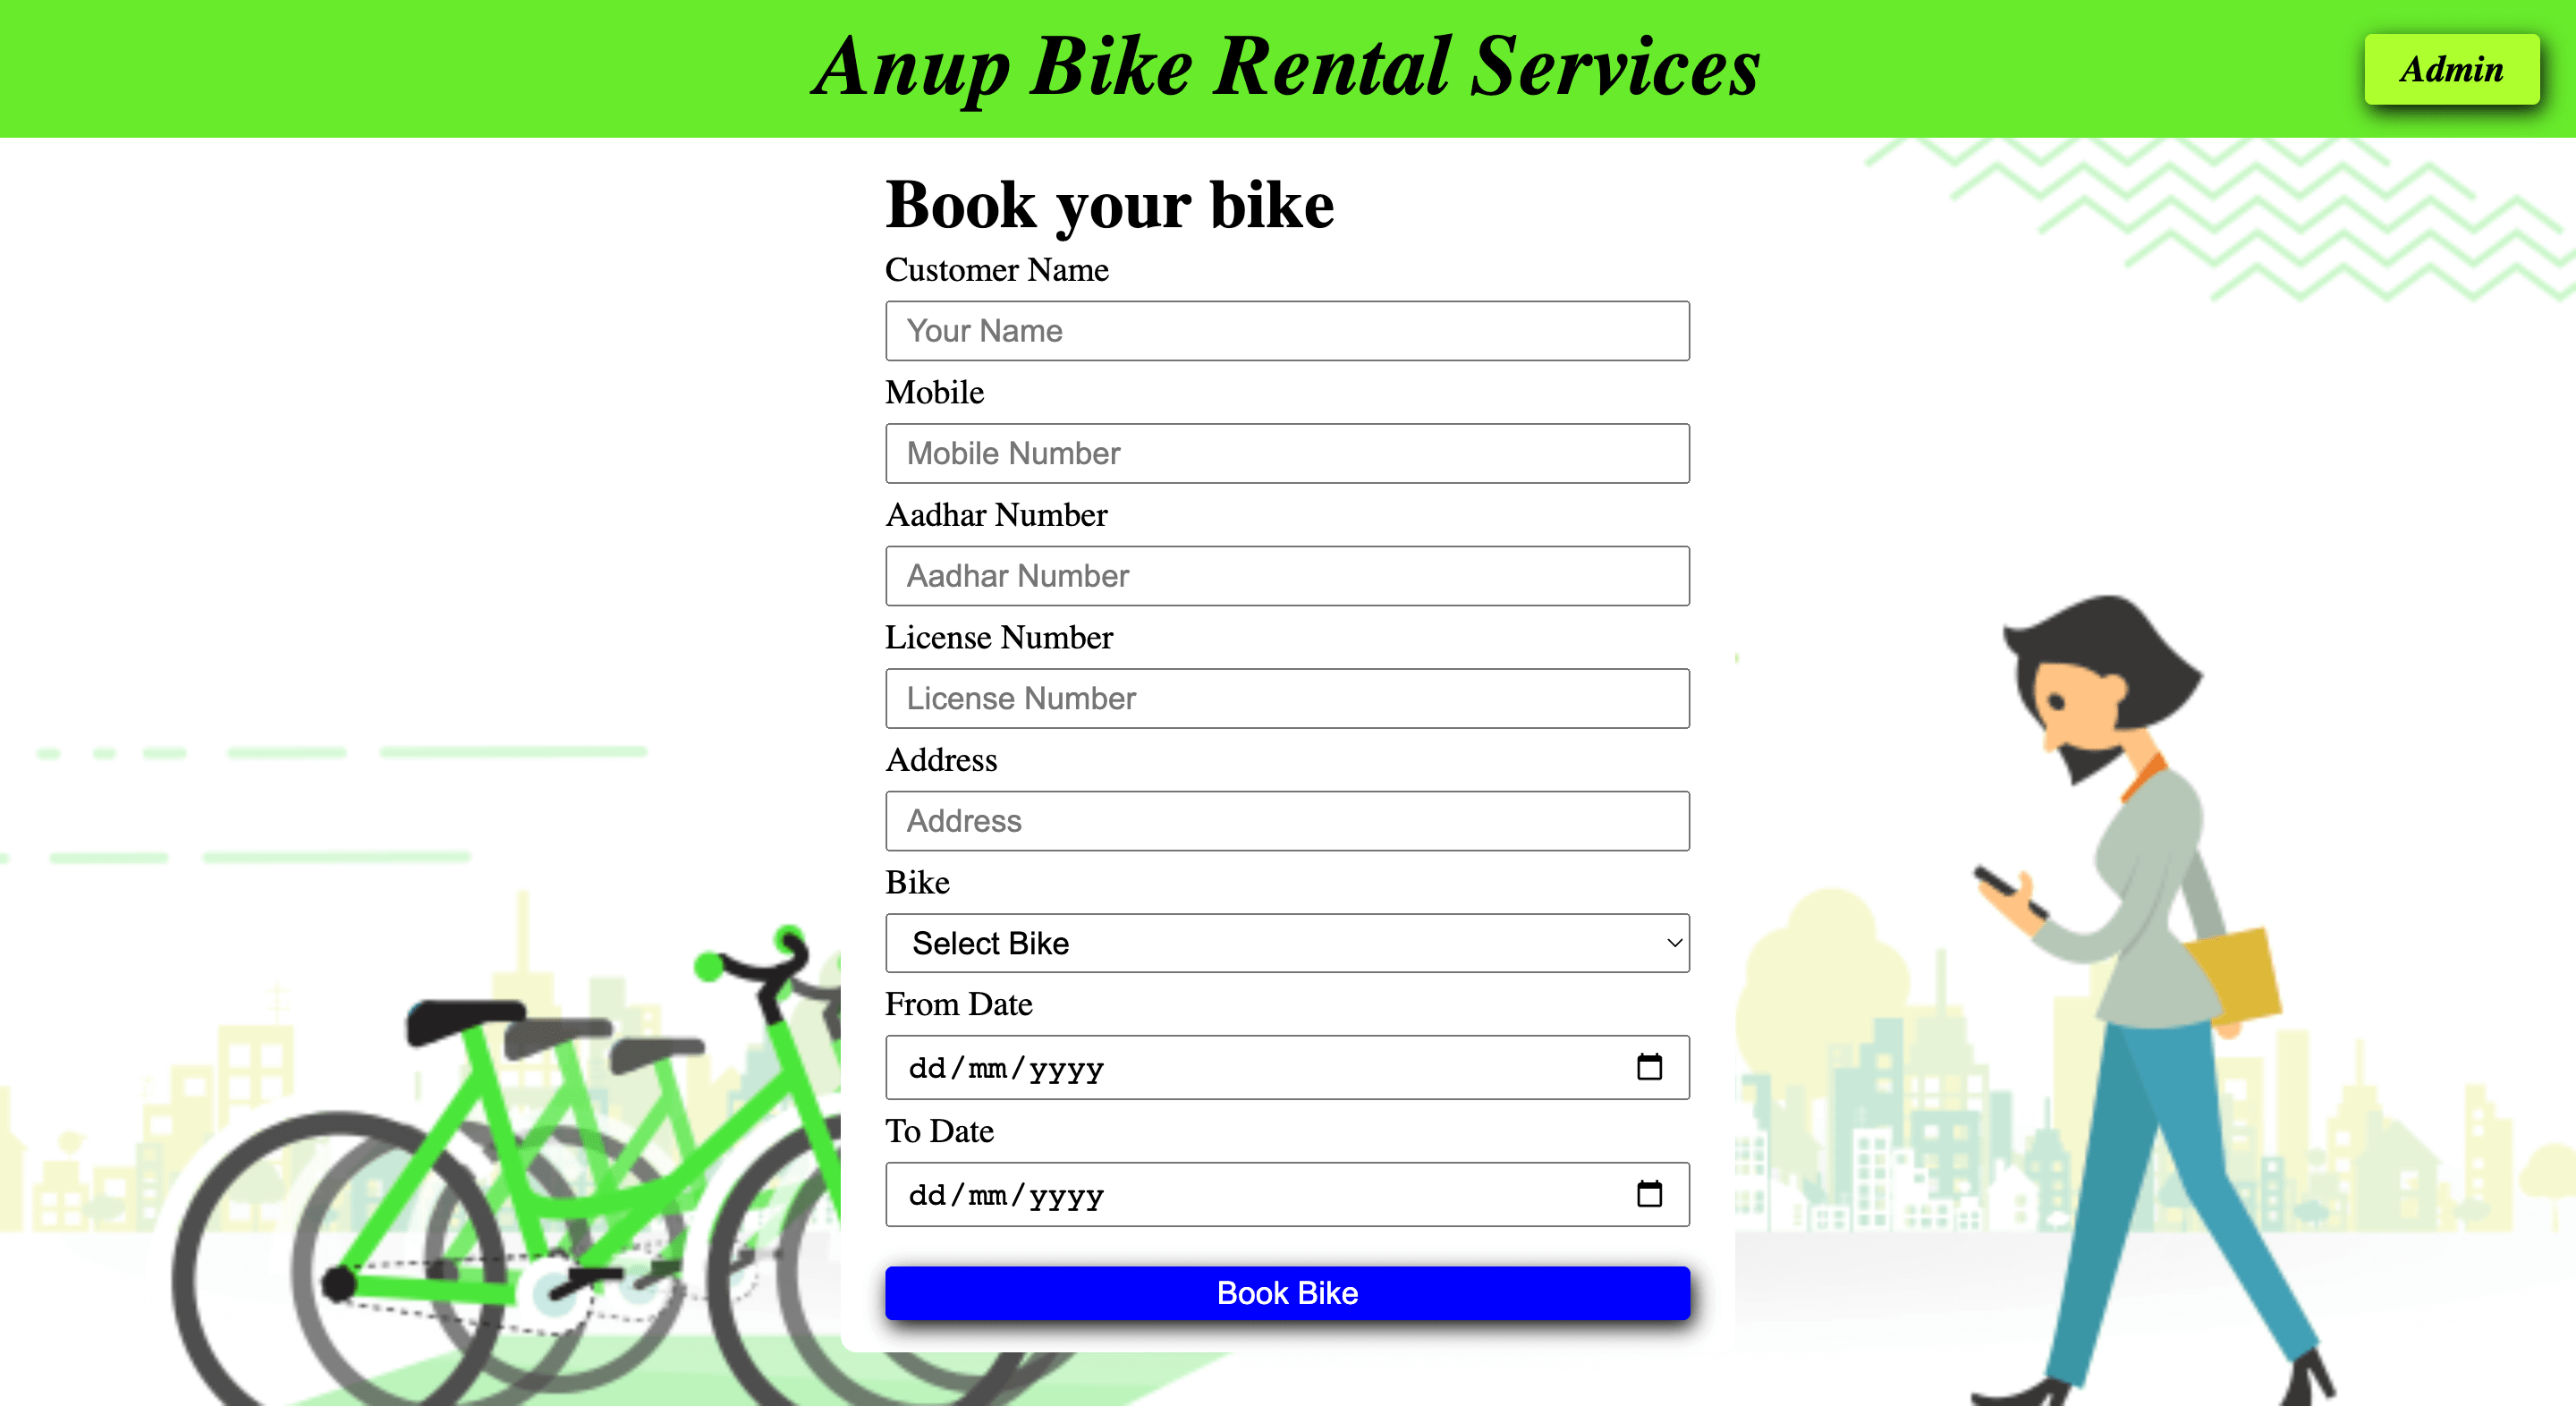 Anup Bike Rental Services
Admin
Book your bike
Customer Name
Your Name
Mobile
Mobile Number
Aadhar Number
Aadhar Number
License Number
License Number
Address
Address
Bike
Select Bike
From Date
dd/mm/yyyy
To Date
dd/mm/yyyy
Book Bike